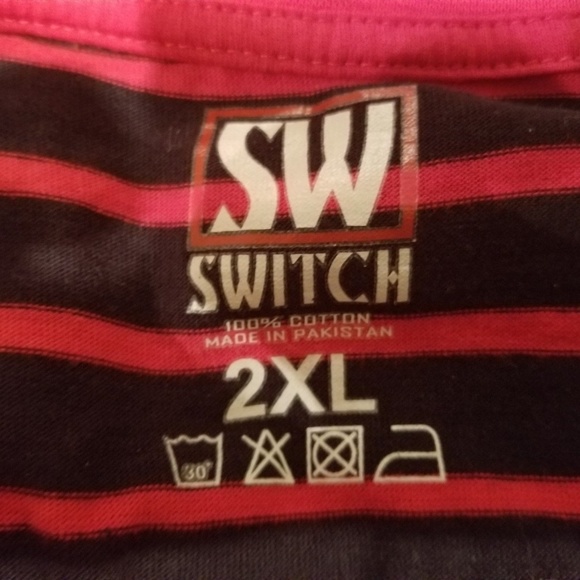 SW
SWITCH
100% COTTON
MADE IN PAKISTAN
2XL
30°